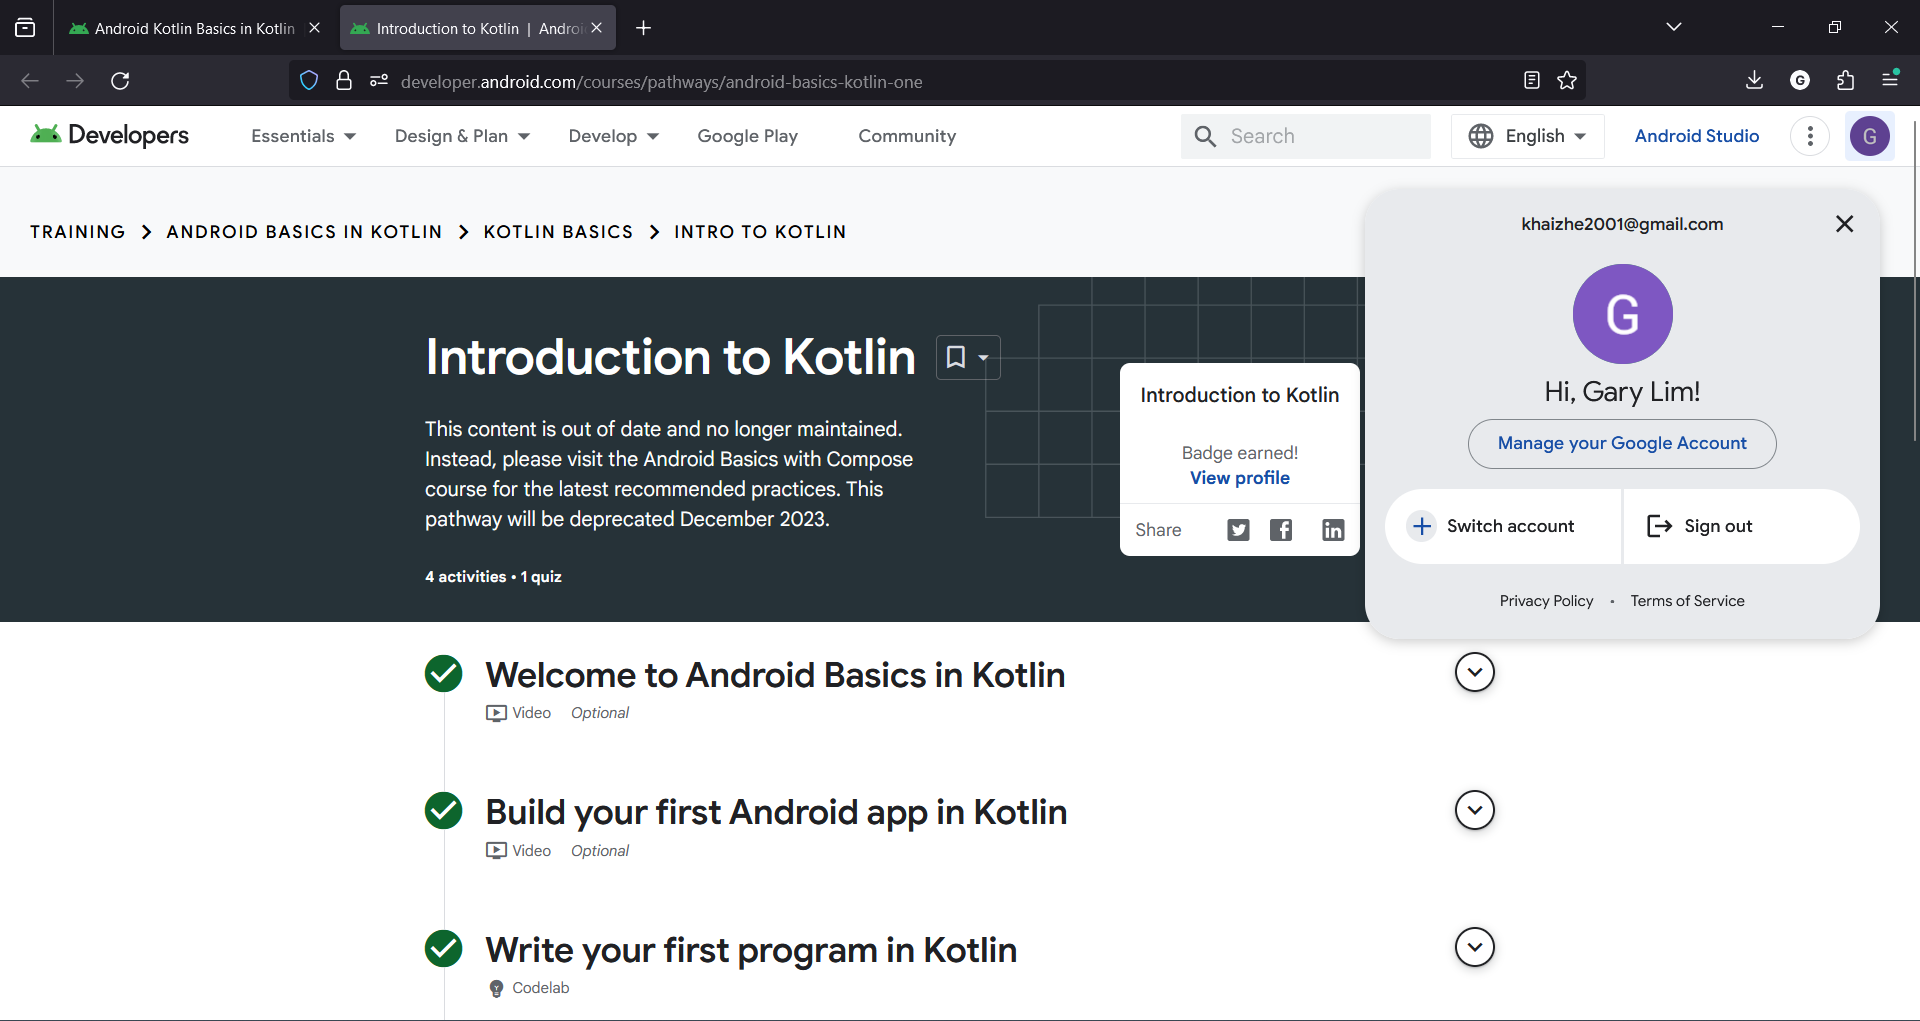 Android Kotlin Basics in Kotlin
Introduction to Kotlin | Androi
developer.android.com/courses/pathways/android-basics-kotlin-one
G
Developers
Essentials
Design & Plan
Develop
Google Play
Community
Search
English
Android Studio
G
TRAINING > ANDROID BASICS IN KOTLIN > KOTLIN BASICS > INTRO TO KOTLIN
khaizhe2001@gmail.com
G
Hi, Gary Lim!
Manage your Google Account
Switch account
Sign out
Privacy Policy • Terms of Service
Introduction to Kotlin
This content is out of date and no longer maintained.
Instead, please visit the Android Basics with Compose
course for the latest recommended practices. This
pathway will be deprecated December 2023.
4 activities • 1 quiz
Introduction to Kotlin
Badge earned!
View profile
Share
Welcome to Android Basics in Kotlin
Video Optional
Build your first Android app in Kotlin
Video Optional
Write your first program in Kotlin
Codelab